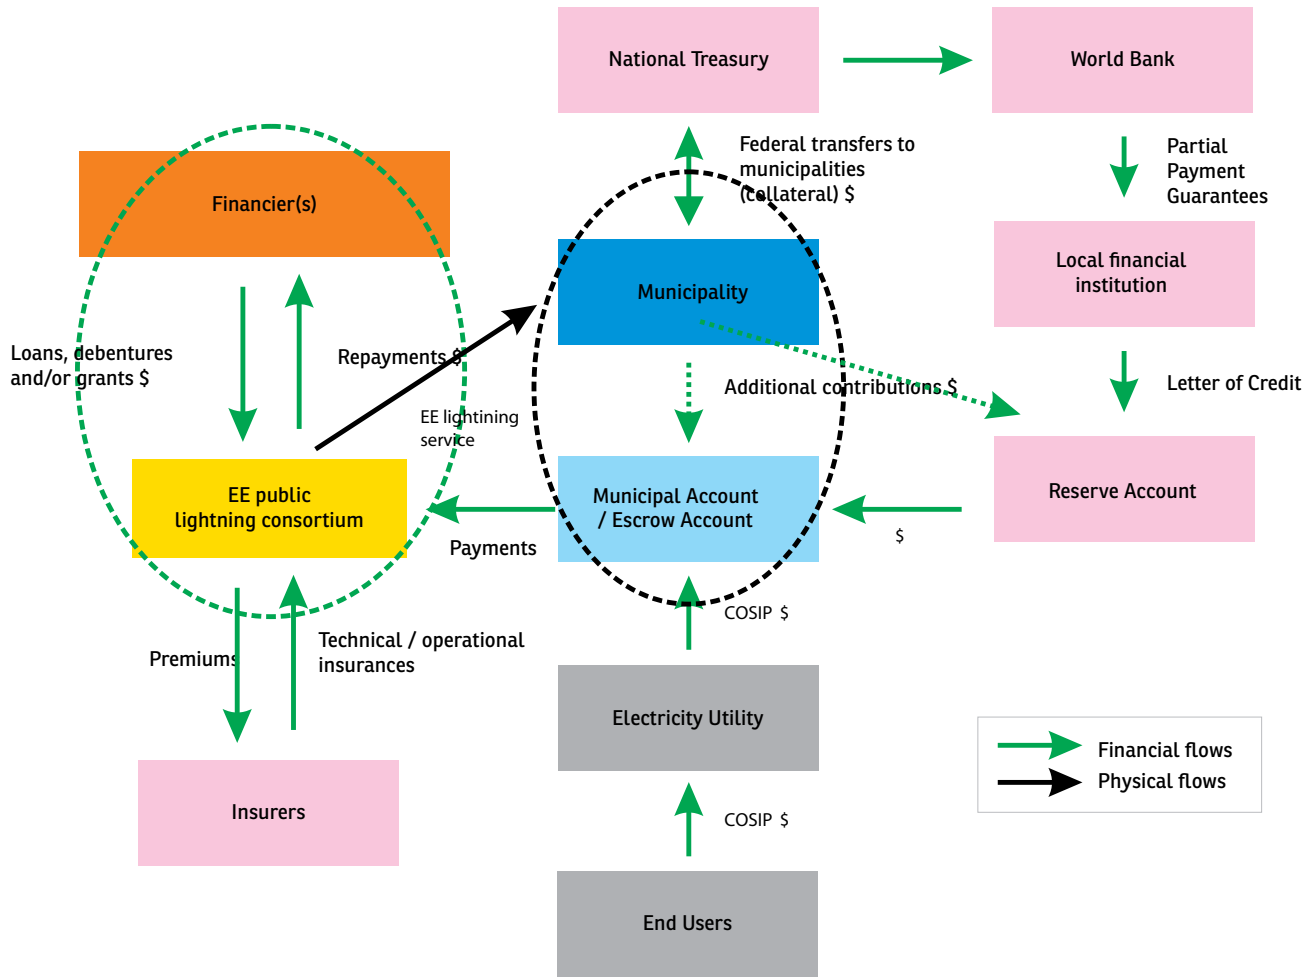 National Treasury
World Bank
Federal transfers to
municipalities
(collateral) $
Partial
Payment
Guarantees
Financier(s)
Municipality
Local financial
institution
Loans, debentures
and/or grants $
Repayments $
Additional contributions $
Letter of Credit
EE lightining
service
EE public
lightning consortium
Municipal Account
/ Escrow Account
Reserve Account
Payments
$
COSIP $
Premiums
Technical / operational
insurances
Electricity Utility
Insurers
COSIP $
End Users
Financial flows
Physical flows